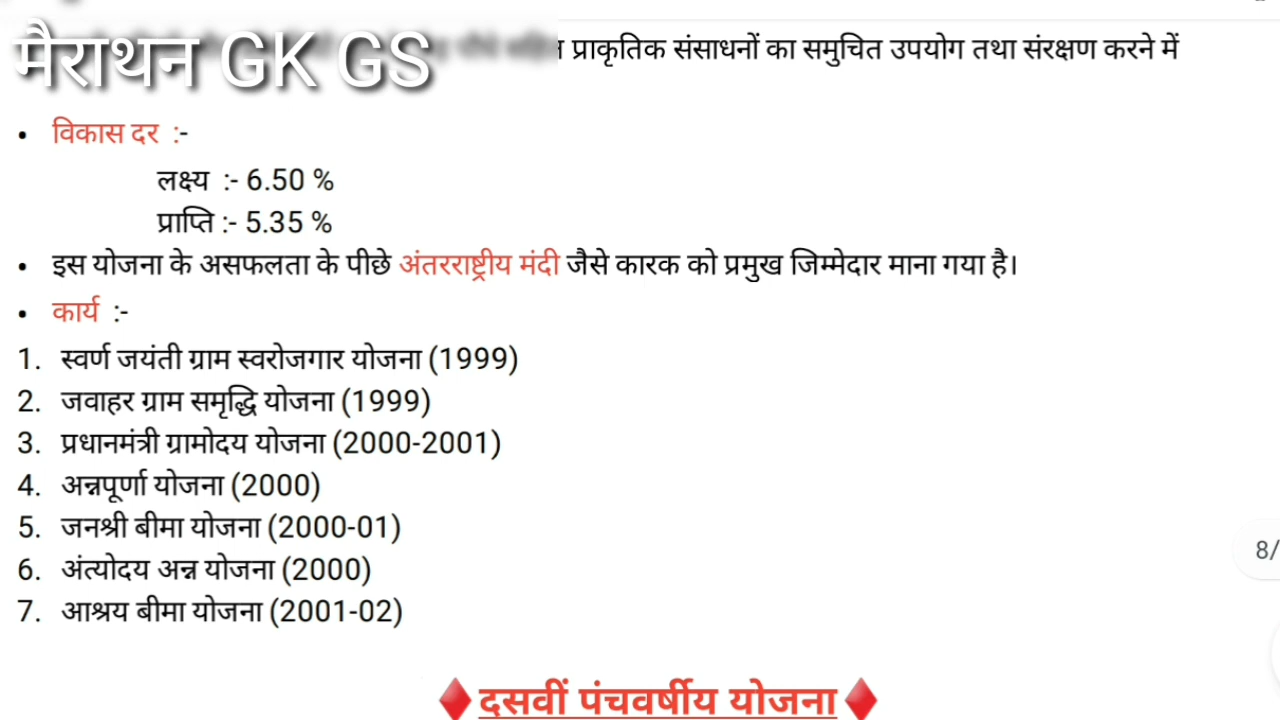 मैराथन GK GS
प्राकृतिक संसाधनों का समुचित उपयोग तथा संरक्षण करने में
• विकास दर :-
लक्ष्य :- 6.50 %
प्राप्ति :- 5.35 %
• इस योजना के असफलता के पीछे अंतरराष्ट्रीय मंदी जैसे कारक को प्रमुख जिम्मेदार माना गया है।
• कार्य :-
1. स्वर्ण जयंती ग्राम स्वरोजगार योजना (1999)
2. जवाहर ग्राम समृद्धि योजना (1999)
3. प्रधानमंत्री ग्रामोदय योजना (2000-2001)
4. अन्नपूर्णा योजना (2000)
5. जनश्री बीमा योजना (2000-01)
6. अंत्योदय अन्न योजना (2000)
7. आश्रय बीमा योजना (2001-02)
8/
दसवीं पंचवर्षीय योजना